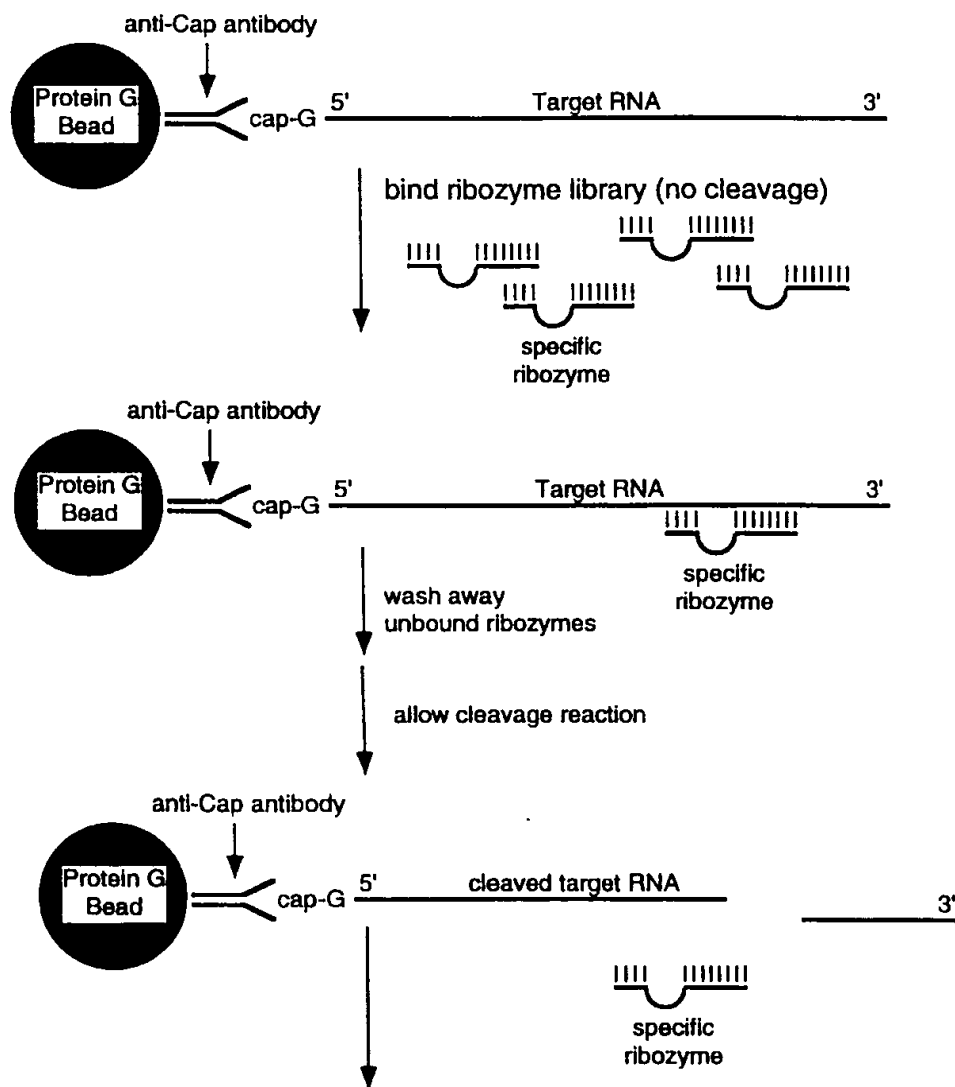 anti-Cap antibody
Protein G
Bead
cap-G
5'
Target RNA
3'
bind ribozyme library (no cleavage)
specific
ribozyme
anti-Cap antibody
Protein G
Bead
cap-G
5'
Target RNA
3'
specific
ribozyme
wash away
unbound ribozymes
allow cleavage reaction
anti-Cap antibody
Protein G
Bead
cap-G
5'
cleaved target RNA
3'
specific
ribozyme